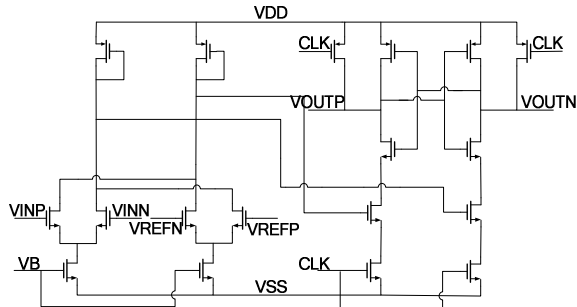 VDD
CLK
CLK
VOUTP
VOUTN
VINP
VINN
VREFN
VREFP
VB
CLK
VSS